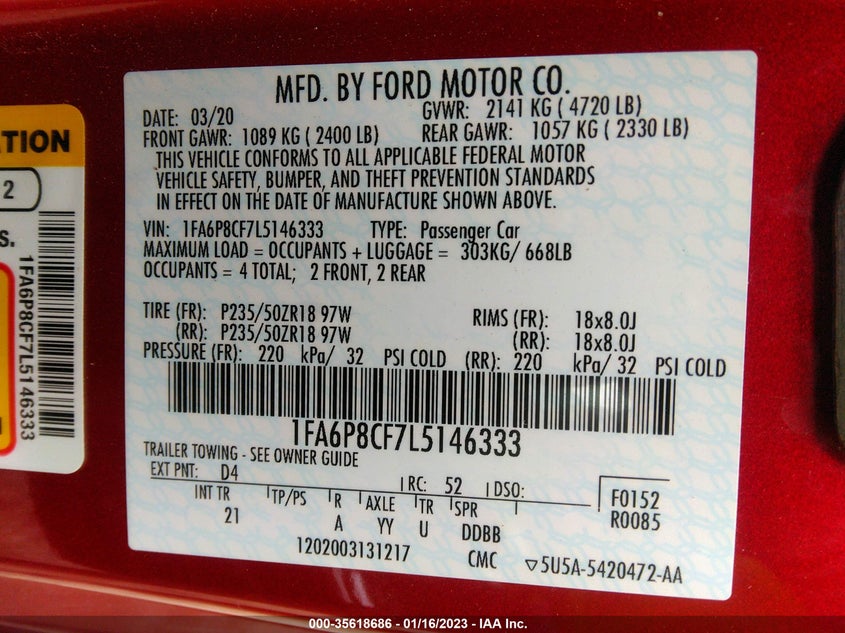 ATION
2
S.
1FA6P8CF7L5146333
MFD. BY FORD MOTOR CO.
DATE: 03/20
GVWR: 2141 KG ( 4720 LB)
FRONT GAWR: 1089 KG ( 2400 LB)
REAR GAWR: 1057 KG ( 2330 LB)
THIS VEHICLE CONFORMS TO ALL APPLICABLE FEDERAL MOTOR
VEHICLE SAFETY, BUMPER, AND THEFT PREVENTION STANDARDS
IN EFFECT ON THE DATE OF MANUFACTURE SHOWN ABOVE.
VIN: 1FA6P8CF7L5146333 TYPE: Passenger Car
MAXIMUM LOAD = OCCUPANTS + LUGGAGE = 303KG/ 668LB
OCCUPANTS = 4 TOTAL; 2 FRONT, 2 REAR
TIRE (FR): P235/50ZR18 97W RIMS (FR): 18x8.0J
(RR): P235/50ZR18 97W (RR): 18x8.0J
PRESSURE (FR): 220 kPa/ 32 PSI COLD (RR): 220 kPa/ 32 PSI COLD
1FA6P8CF7L5146333
TRAILER TOWING - SEE OWNER GUIDE
EXT PNT: D4 RC: 52 DSO:
INT TR TP/PS R AXLE TR SPR
21 A YY U DDBB
F0152
R0085
1202003131217 CMC ▽5U5A-5420472-AA
000-35618686 - 01/16/2023 - IAA Inc.